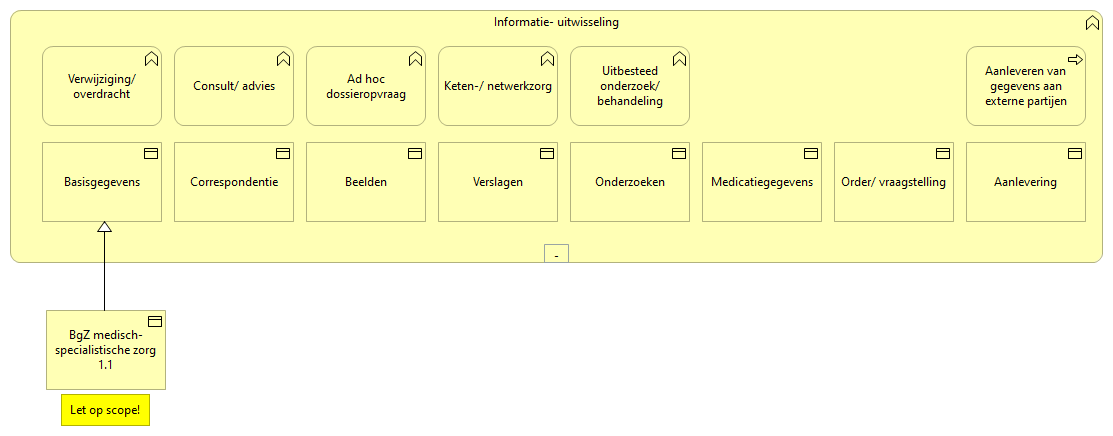 Informatie- uitwisseling
Verwijziging/
overdracht
Consult/ advies
Ad hoc
dossieropvraag
Keten-/ netwerkzorg
Uitbesteed
onderzoek/
behandeling
Aanleveren van
gegevens aan
externe partijen
Basisgegevens
Correspondentie
Beelden
Verslagen
Onderzoeken
Medicatiegegevens
Order/ vraagstelling
Aanlevering
-
BgZ medisch-
specialistische zorg
1.1
Let op scope!